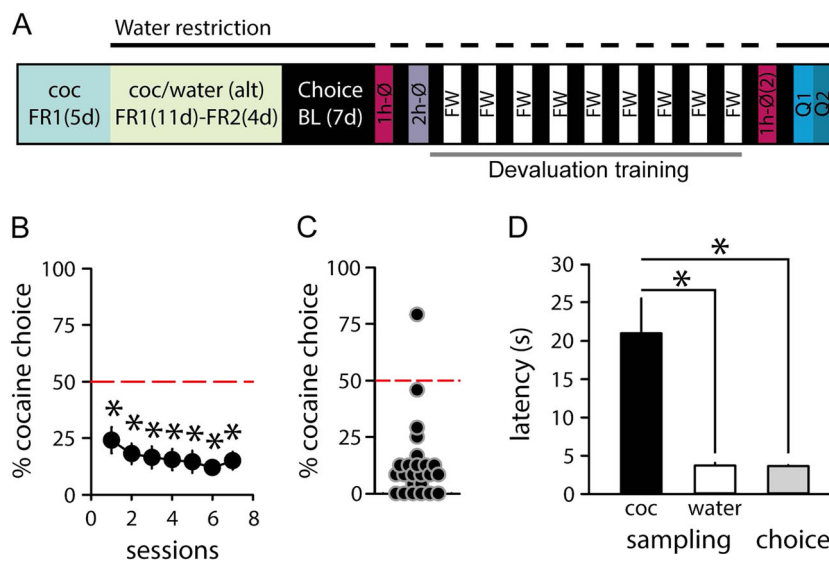 A
Water restriction
coc
FR1(5d)
coc/water (alt)
FR1(11d)-FR2(4d)
Choice
BL (7d)
1h-Ø
2h-Ø
FW
FW
FW
FW
FW
FW
FW
FW
FW
1h-Ø(2)
Q1
Q2
Devaluation training
B
% cocaine choice
100
75
50
25
0
* * * * * * *
0 2 4 6 8
sessions
C
% cocaine choice
100
75
50
25
0
D
latency (s)
30
25
20
15
10
5
0
*
*
coc water
sampling choice